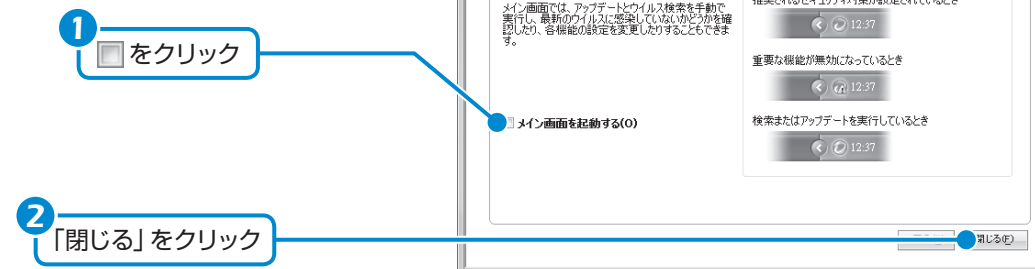 メイン画面では、アップデートとウイルス検索を手動で
実行し、最新のウイルスに感染していないかどうかを確
認したり、各機能の設定を変更したりすることもできま
す。
12:37
重要な機能が無効になっているとき
12:37
1
をクリック
メイン画面を起動する(O)
検索またはアップデートを実行しているとき
12:37
2
「閉じる」をクリック
閉じる(F)